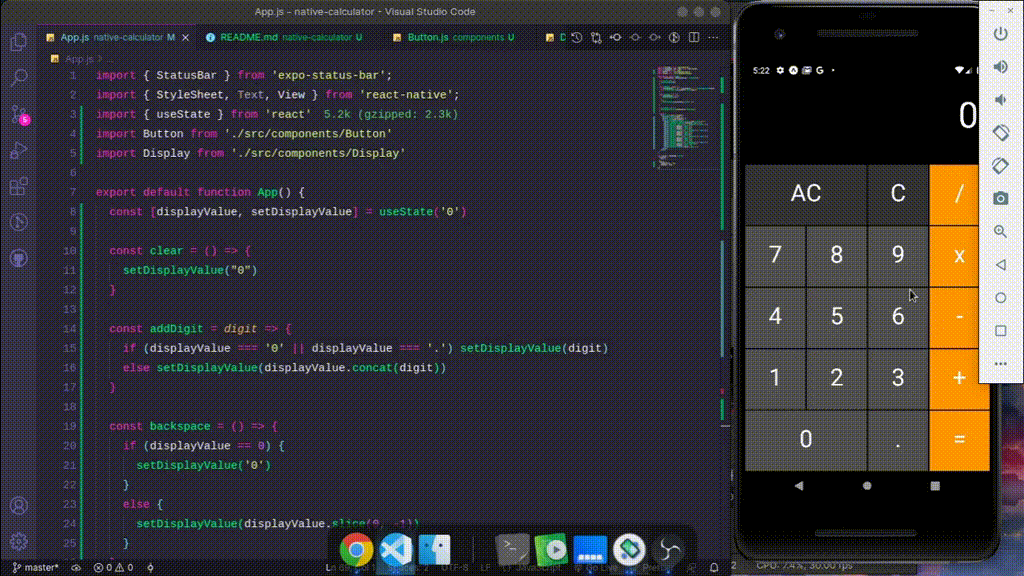 App.js - native-calculator - Visual Studio Code
App.js native-calculator M
README.md native-calculator U
Button.js components U
App.js > ...
1 import { StatusBar } from 'expo-status-bar';
2 import { StyleSheet, Text, View } from 'react-native';
3 import { useState } from 'react' 5.2k (gzipped: 2.3k)
4 import Button from './src/components/Button'
5 import Display from './src/components/Display'
6
7 export default function App() {
8 const [displayValue, setDisplayValue] = useState('0')
9
10 const clear = () => {
11 setDisplayValue("0")
12 }
13
14 const addDigit = digit => {
15 if (displayValue === '0' || displayValue === '.') setDisplayValue(digit)
16 else setDisplayValue(displayValue.concat(digit))
17 }
18
19 const backspace = () => {
20 if (displayValue == 0) {
21 setDisplayValue('0')
22 }
23 else {
24 setDisplayValue(displayValue.slice(0, -1))
25 }
5
master*
0 0
CPU: 7.4%, 30.00 fps
5:22
0
AC C /
7 8 9 x
4 5 6 -
1 2 3 +
0 . =